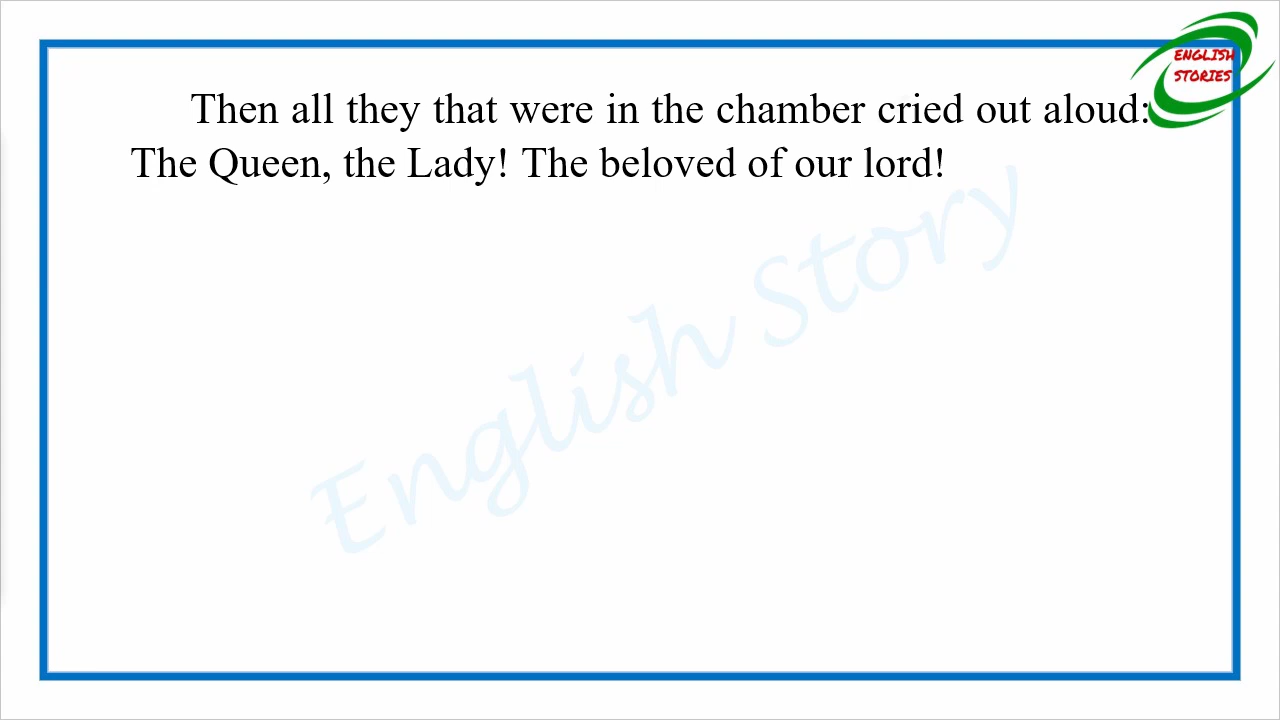 ENGLISH
STORIES
Then all they that were in the chamber cried out aloud:
The Queen, the Lady! The beloved of our lord!
English Story